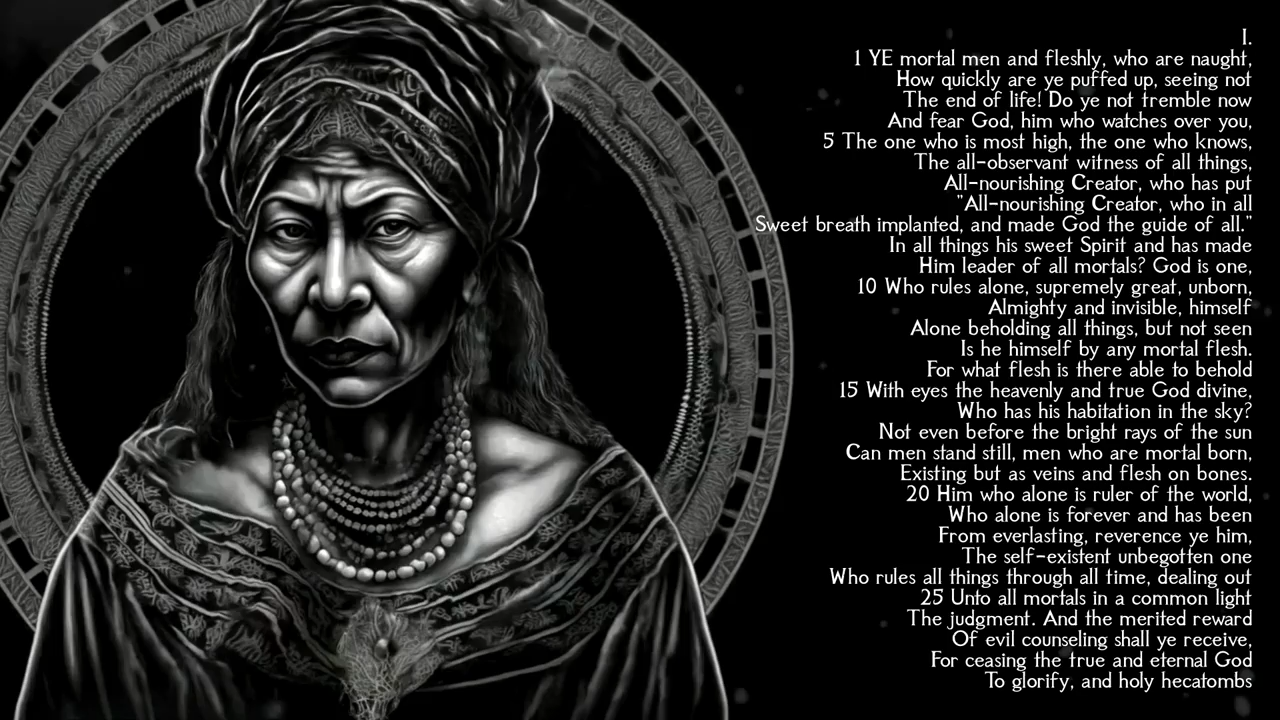 I.
1 YE mortal men and fleshly, who are naught,
How quickly are ye puffed up, seeing not
The end of life! Do ye not tremble now
And fear God, him who watches over you,
5 The one who is most high, the one who knows,
The all-observant witness of all things,
All-nourishing Creator, who has put
"All-nourishing Creator, who in all
Sweet breath implanted, and made God the guide of all."
In all things his sweet Spirit and has made
Him leader of all mortals? God is one,
10 Who rules alone, supremely great, unborn,
Almighty and invisible, himself
Alone beholding all things, but not seen
Is he himself by any mortal flesh.
For what flesh is there able to behold
15 With eyes the heavenly and true God divine,
Who has his habitation in the sky?
Not even before the bright rays of the sun
Can men stand still, men who are mortal born,
Existing but as veins and flesh on bones.
20 Him who alone is ruler of the world,
Who alone is forever and has been
From everlasting, reverence ye him,
The self-existent unbegotten one
Who rules all things through all time, dealing out
25 Unto all mortals in a common light
The judgment. And the merited reward
Of evil counseling shall ye receive,
For ceasing the true and eternal God
To glorify, and holy hecatombs